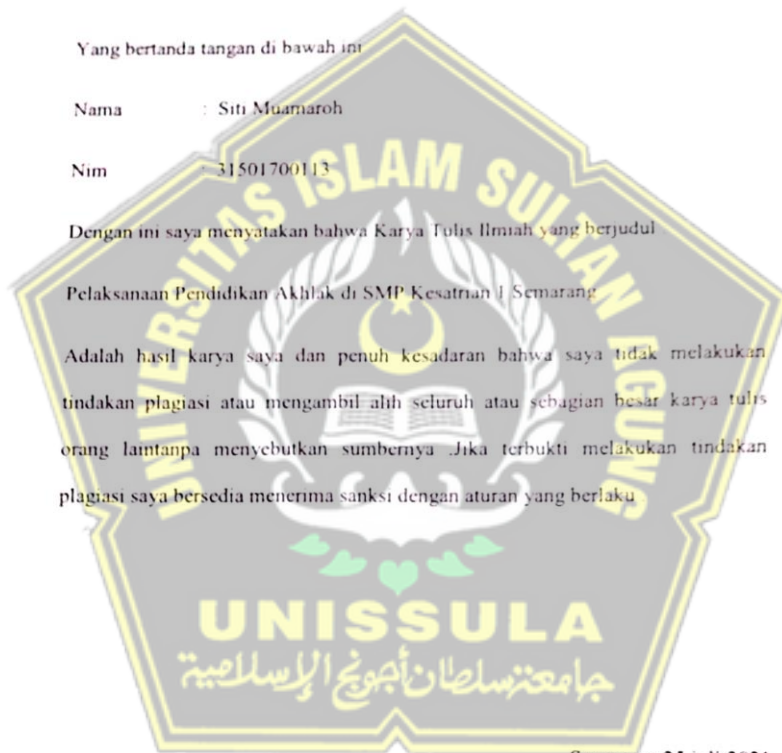 Yang bertanda tangan di bawah ini
Nama : Siti Muamaroh
Nim : 31501700113
Dengan ini saya menyatakan bahwa Karya Tulis Ilmiah yang berjudul :
Pelaksanaan Pendidikan Akhlak di SMP Kesatrian 1 Semarang
Adalah hasil karya saya dan penuh kesadaran bahwa saya tidak melakukan
tindakan plagiasi atau mengambil alih seluruh atau sebagian besar karya tulis
orang laintanpa menyebutkan sumbernya .Jika terbukti melakukan tindakan
plagiasi saya bersedia menerima sanksi dengan aturan yang berlaku
UNIVERSITAS ISLAM SULTAN AGUNG
UNISSULA
جامعة سلطان أجونج الإسلامية